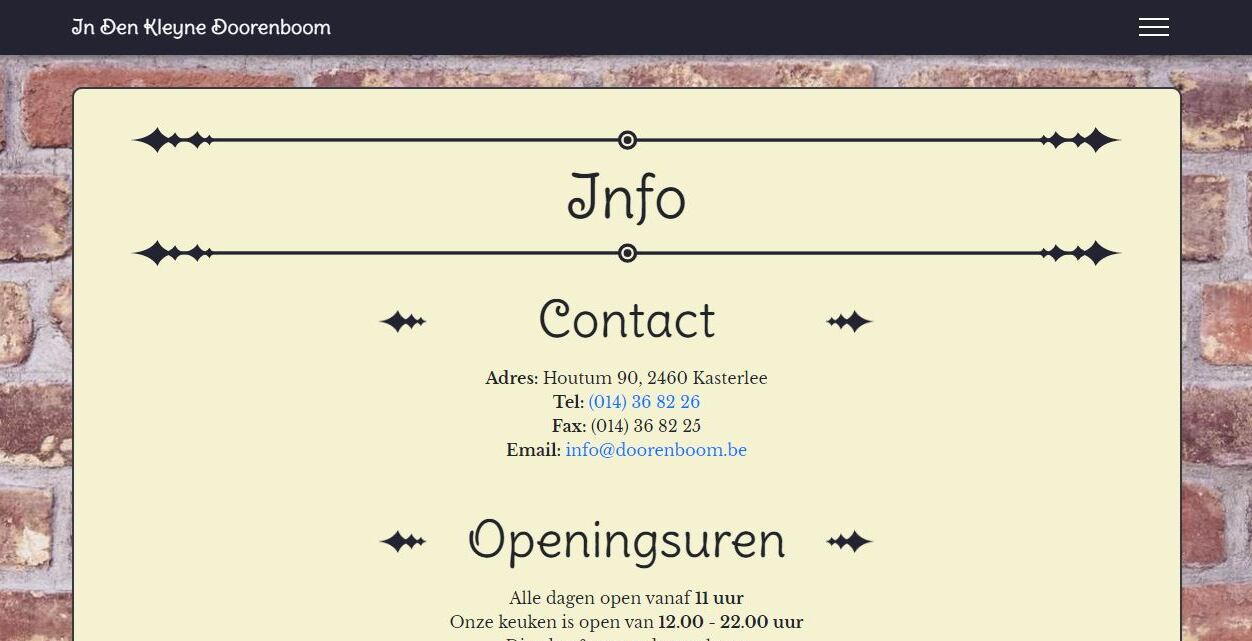 In Den Kleyne Doorenboom
Info
Contact
Adres: Houtum 90, 2460 Kasterlee
Tel: (014) 36 82 26
Fax: (014) 36 82 25
Email: info@doorenboom.be
Openingsuren
Alle dagen open vanaf 11 uur
Onze keuken is open van 12.00 - 22.00 uur